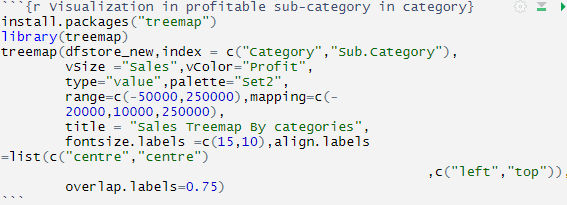 ```{r Visualization in profitable sub-category in category}
install.packages("treemap")
library(treemap)
treemap(dfstore_new,index = c("Category","Sub.Category"),
vSize ="Sales",vColor="Profit",
type="value",palette="Set2",
range=c(-50000,250000),mapping=c(-
20000,10000,250000),
title = "Sales Treemap By categories",
fontsize.labels =c(15,10),align.labels
=list(c("centre","centre")
,c("left","top")),
overlap.labels=0.75)
```